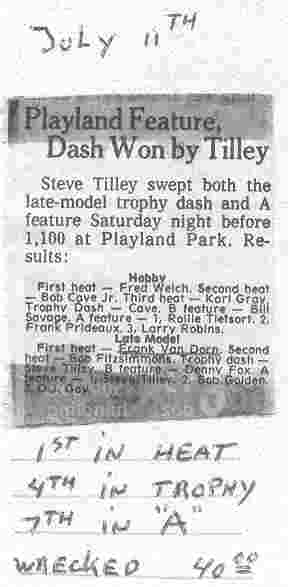 JULY 11TH
Playland Feature,
Dash Won by Tilley
Steve Tilley swept both the
late-model trophy dash and A
feature Saturday night before
1,100 at Playland Park. Re-
sults:
Hobby
First heat — Fred Welch. Second heat
— Bob Cave Jr. Third heat — Karl Gray.
Trophy Dash — Cave. B feature — Bill
Savage. A feature — 1, Rollie Tietsort. 2,
Frank Prideaux. 3, Larry Robins.
Late Model
First heat — Frank Van Dorn. Second
heat — Bob Fitzsimmons. Trophy dash —
Steve Tilley. B feature — Denny Fox. A
feature — 1, Steve Tilley. 2, Bob Golden.
Gay.
1ST IN HEAT
4TH IN TROPHY
7TH IN "A"
WRECKED 40 00